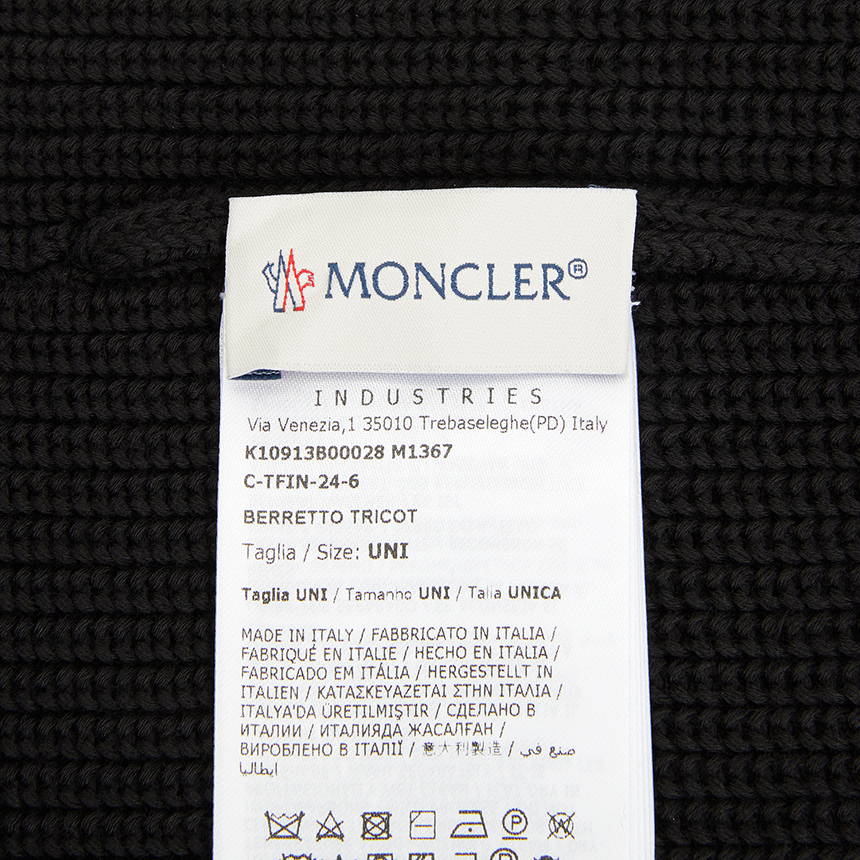 MONCLER®
INDUSTRIES
Via Venezia,1 35010 Trebaseleghe(PD) Italy
K10913B00028 M1367
C-TFIN-24-6
BERRETTO TRICOT
Taglia / Size: UNI
Taglia UNI / Tamanho UNI / Talla UNICA
MADE IN ITALY / FABBRICATO IN ITALIA /
FABRIQUÉ EN ITALIE / HECHO EN ITALIA /
FABRICADO EM ITÁLIA / HERGESTELLT IN
ITALIEN / ΚΑΤΑΣΚΕΥΑΖΕΤΑΙ ΣΤΗΝ ΙΤΑΛΙΑ /
ITALYA'DA ÜRETILMIŞTIR / СДЕЛАНО В
ИТАЛИИ / ИТАЛИЯДА ЖАСАЛҒАН /
ВИРОБЛЕНО В ІТАЛІЇ / 意大利製造 / صنع في
ايطاليا